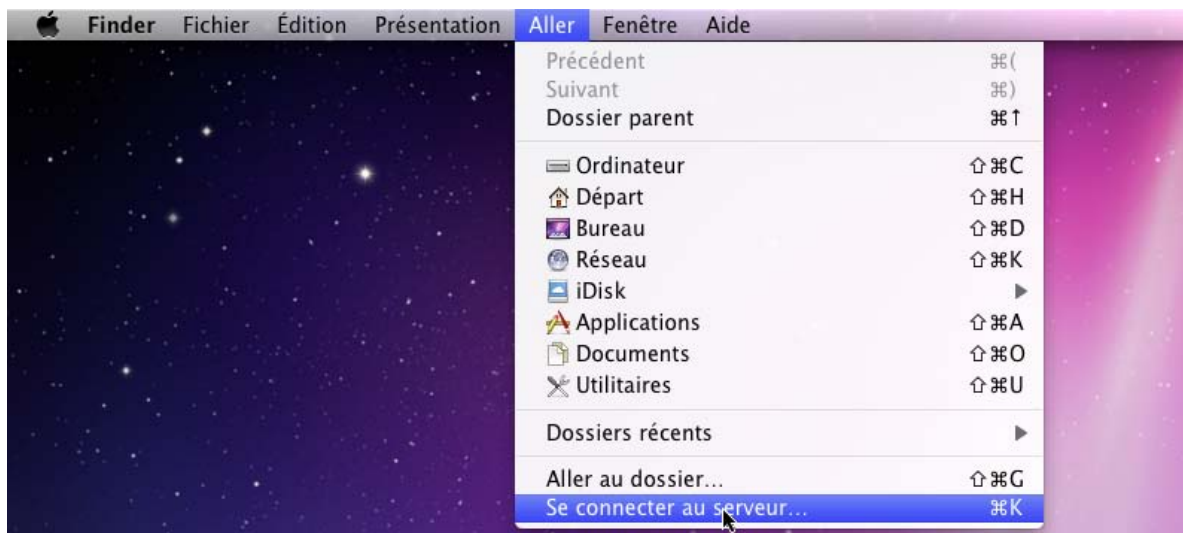 Finder Fichier Édition Présentation Aller Fenêtre Aide
Précédent ⌘(
Suivant ⌘)
Dossier parent ⌘↑
Ordinateur ⇧⌘C
Départ ⇧⌘H
Bureau ⇧⌘D
Réseau ⇧⌘K
iDisk ▶
Applications ⇧⌘A
Documents ⇧⌘O
Utilitaires ⇧⌘U
Dossiers récents ▶
Aller au dossier... ⇧⌘G
Se connecter au serveur... ⌘K